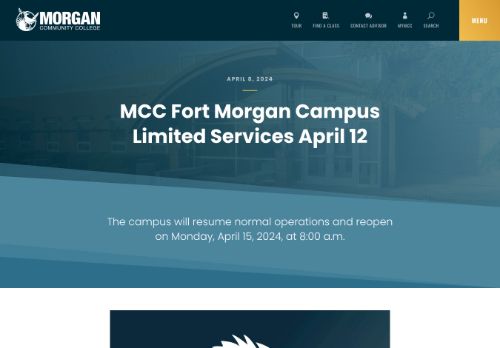 MORGAN
COMMUNITY COLLEGE
TOUR
FIND A CLASS
CONTACT ADVISOR
MYMCC
SEARCH
MENU
APRIL 8, 2024
MCC Fort Morgan Campus
Limited Services April 12
The campus will resume normal operations and reopen
on Monday, April 15, 2024, at 8:00 a.m.